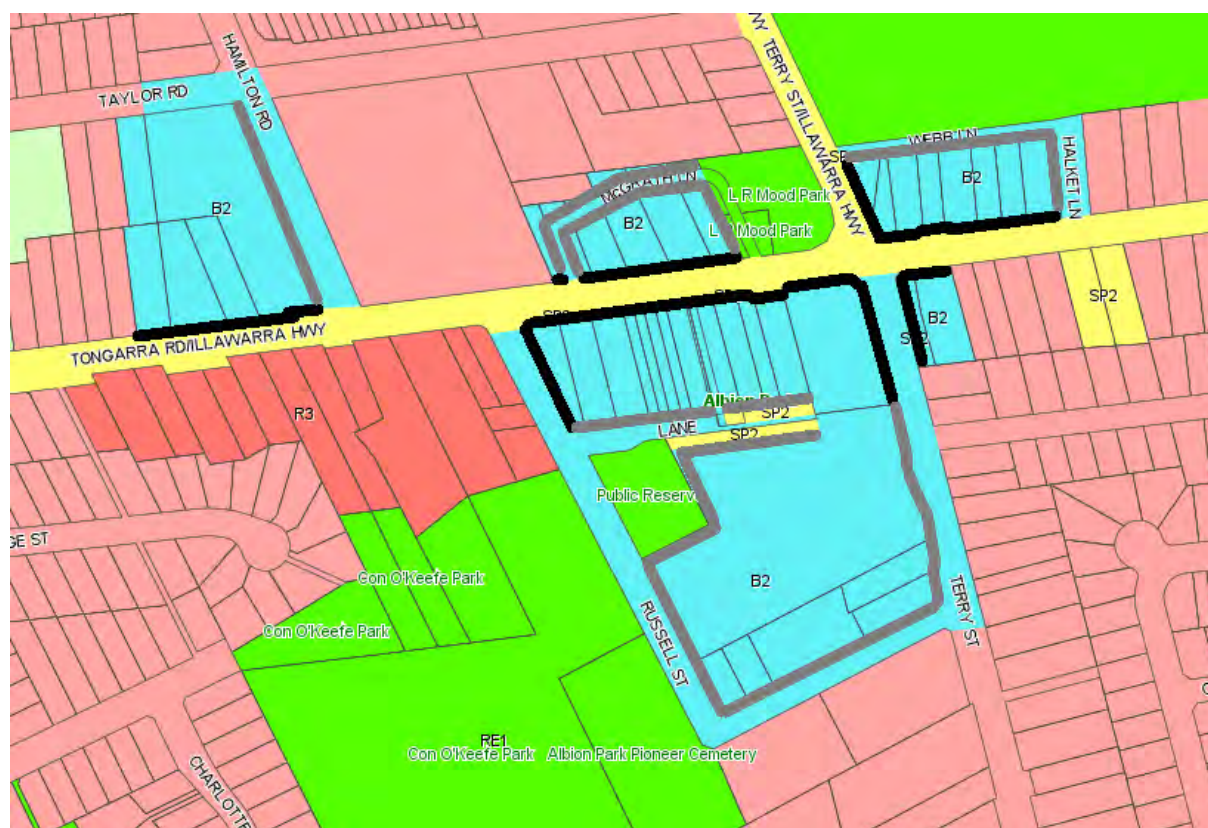 TAYLOR RD
HAMILTON RD
TERRY ST/ILLAWARRA HWY
WEBB LN
HALKET LN
B2
McGRATH LN
B2
B2
L R Mood Park
L R Mood Park
SP2
SP2
B2
TONGARRA RD/ILLAWARRA HWY
R3
LANE
SP2
SP2
Public Reserve
GE ST
Con O'Keefe Park
Con O'Keefe Park
B2
TERRY ST
RUSSELL ST
RE1
Con O'Keefe Park
Albion Park Pioneer Cemetery
CHARLOTTE